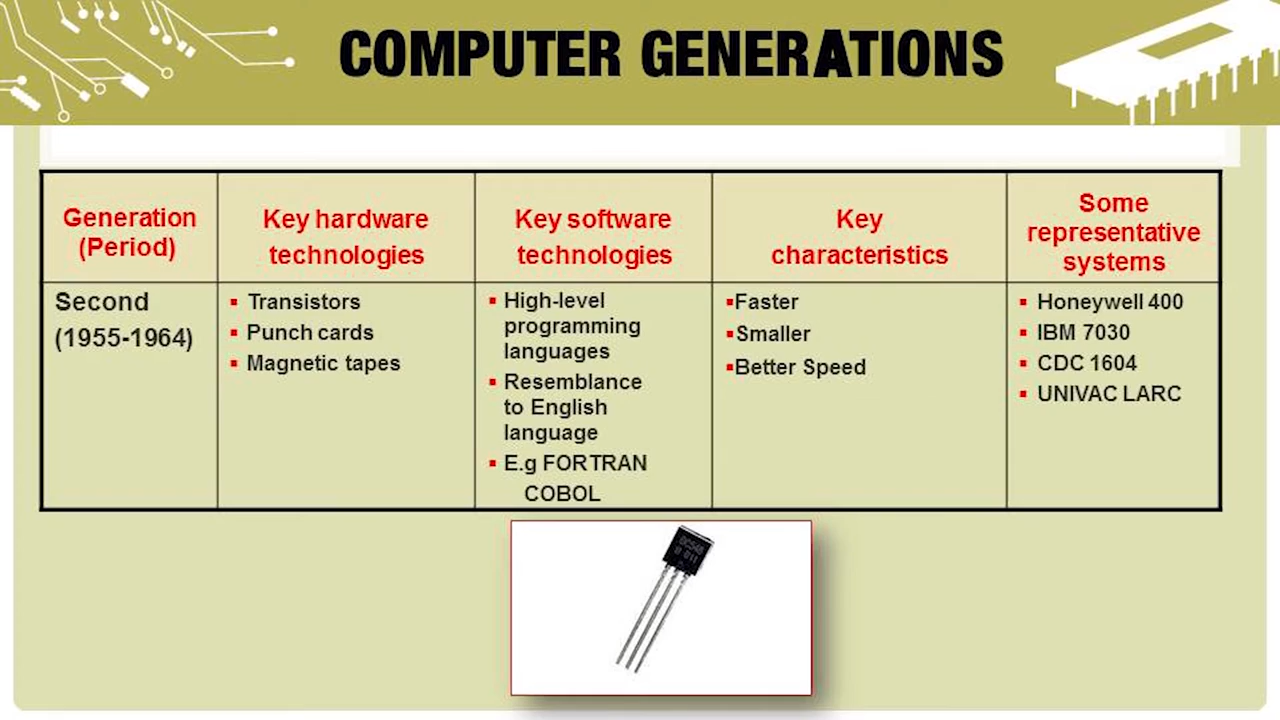 COMPUTER GENERATIONS
Generation
(Period)
Key hardware
technologies
Key software
technologies
Key
characteristics
Some
representative
systems
Second
(1955-1964)
▪ Transistors
▪ Punch cards
▪ Magnetic tapes
▪ High-level
programming
languages
▪ Resemblance
to English
language
▪ E.g FORTRAN
COBOL
▪Faster
▪Smaller
▪Better Speed
▪ Honeywell 400
▪ IBM 7030
▪ CDC 1604
▪ UNIVAC LARC